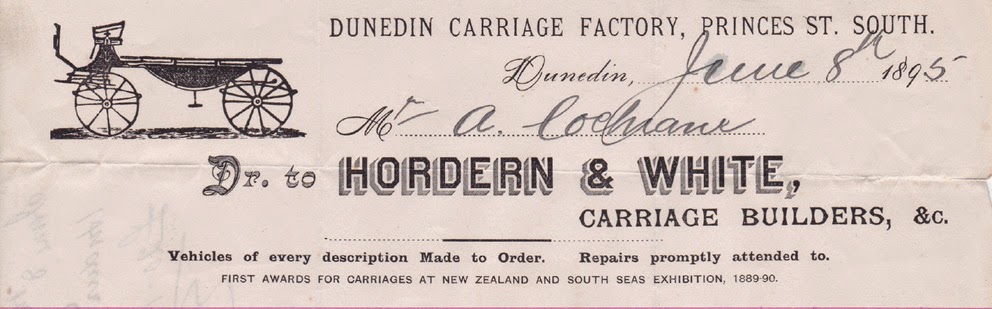 DUNEDIN CARRIAGE FACTORY, PRINCES ST. SOUTH.
Dunedin, June 8th 1895
Mr A. Cochrane
Dr. to HORDERN & WHITE,
CARRIAGE BUILDERS, &c.
Vehicles of every description Made to Order. Repairs promptly attended to.
FIRST AWARDS FOR CARRIAGES AT NEW ZEALAND AND SOUTH SEAS EXHIBITION, 1889-90.